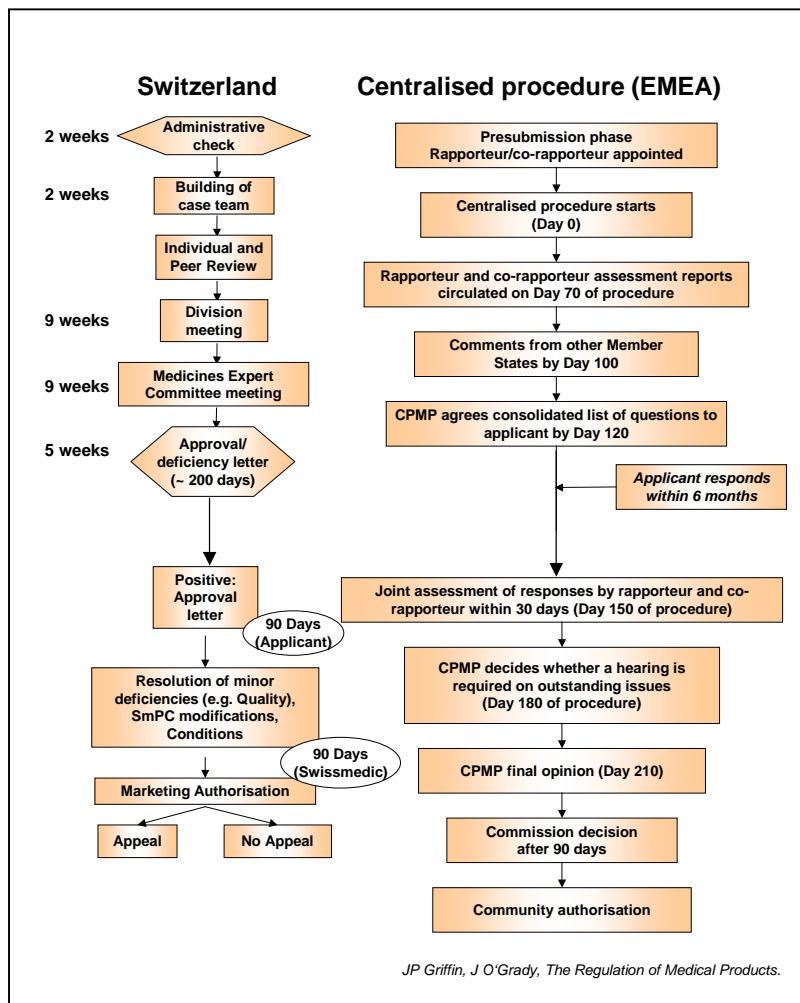 Switzerland
2 weeks
Administrative
check
2 weeks
Building of
case team
Individual and
Peer Review
9 weeks
Division
meeting
9 weeks
Medicines Expert
Committee meeting
5 weeks
Approval/
deficiency letter
(~ 200 days)
Positive:
Approval
letter
90 Days
(Applicant)
Resolution of minor
deficiencies (e.g. Quality),
SmPC modifications,
Conditions
90 Days
(Swissmedic)
Marketing Authorisation
Appeal
No Appeal
Centralised procedure (EMEA)
Presubmission phase
Rapporteur/co-rapporteur appointed
Centralised procedure starts
(Day 0)
Rapporteur and co-rapporteur assessment reports
circulated on Day 70 of procedure
Comments from other Member
States by Day 100
CPMP agrees consolidated list of questions to
applicant by Day 120
Applicant responds
within 6 months
Joint assessment of responses by rapporteur and co-
rapporteur within 30 days (Day 150 of procedure)
CPMP decides whether a hearing is
required on outstanding issues
(Day 180 of procedure)
CPMP final opinion (Day 210)
Commission decision
after 90 days
Community authorisation
JP Griffin, J O‘Grady, The Regulation of Medical Products.